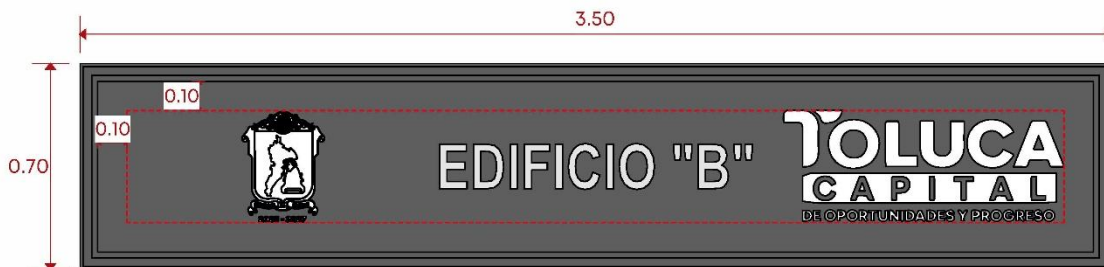 3.50
0.10
0.10
0.70
EDIFICIO "B"
TOLUCA
CAPITAL
DE OPORTUNIDADES Y PROGRESO